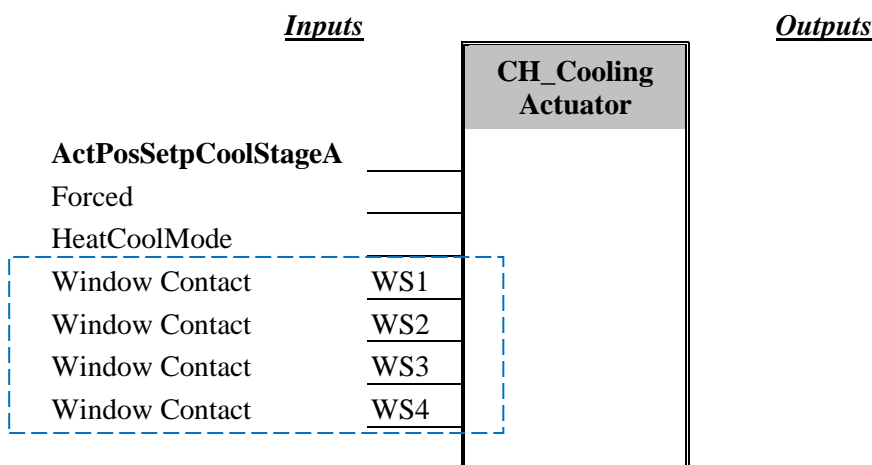 Inputs Outputs
CH_Cooling
Actuator
ActPosSetpCoolStageA
Forced
HeatCoolMode
Window Contact WS1
Window Contact WS2
Window Contact WS3
Window Contact WS4